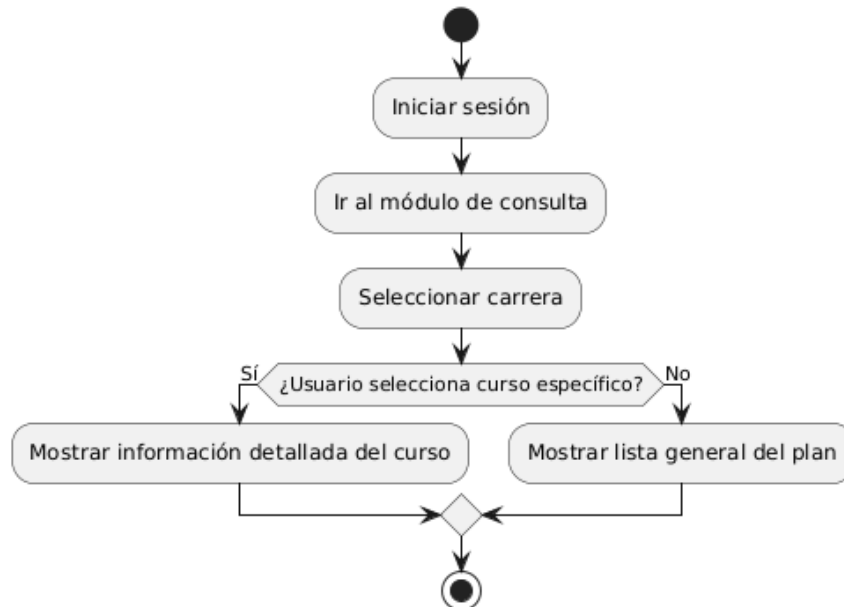 Iniciar sesión
Ir al módulo de consulta
Seleccionar carrera
Sí
¿Usuario selecciona curso específico?
No
Mostrar información detallada del curso
Mostrar lista general del plan